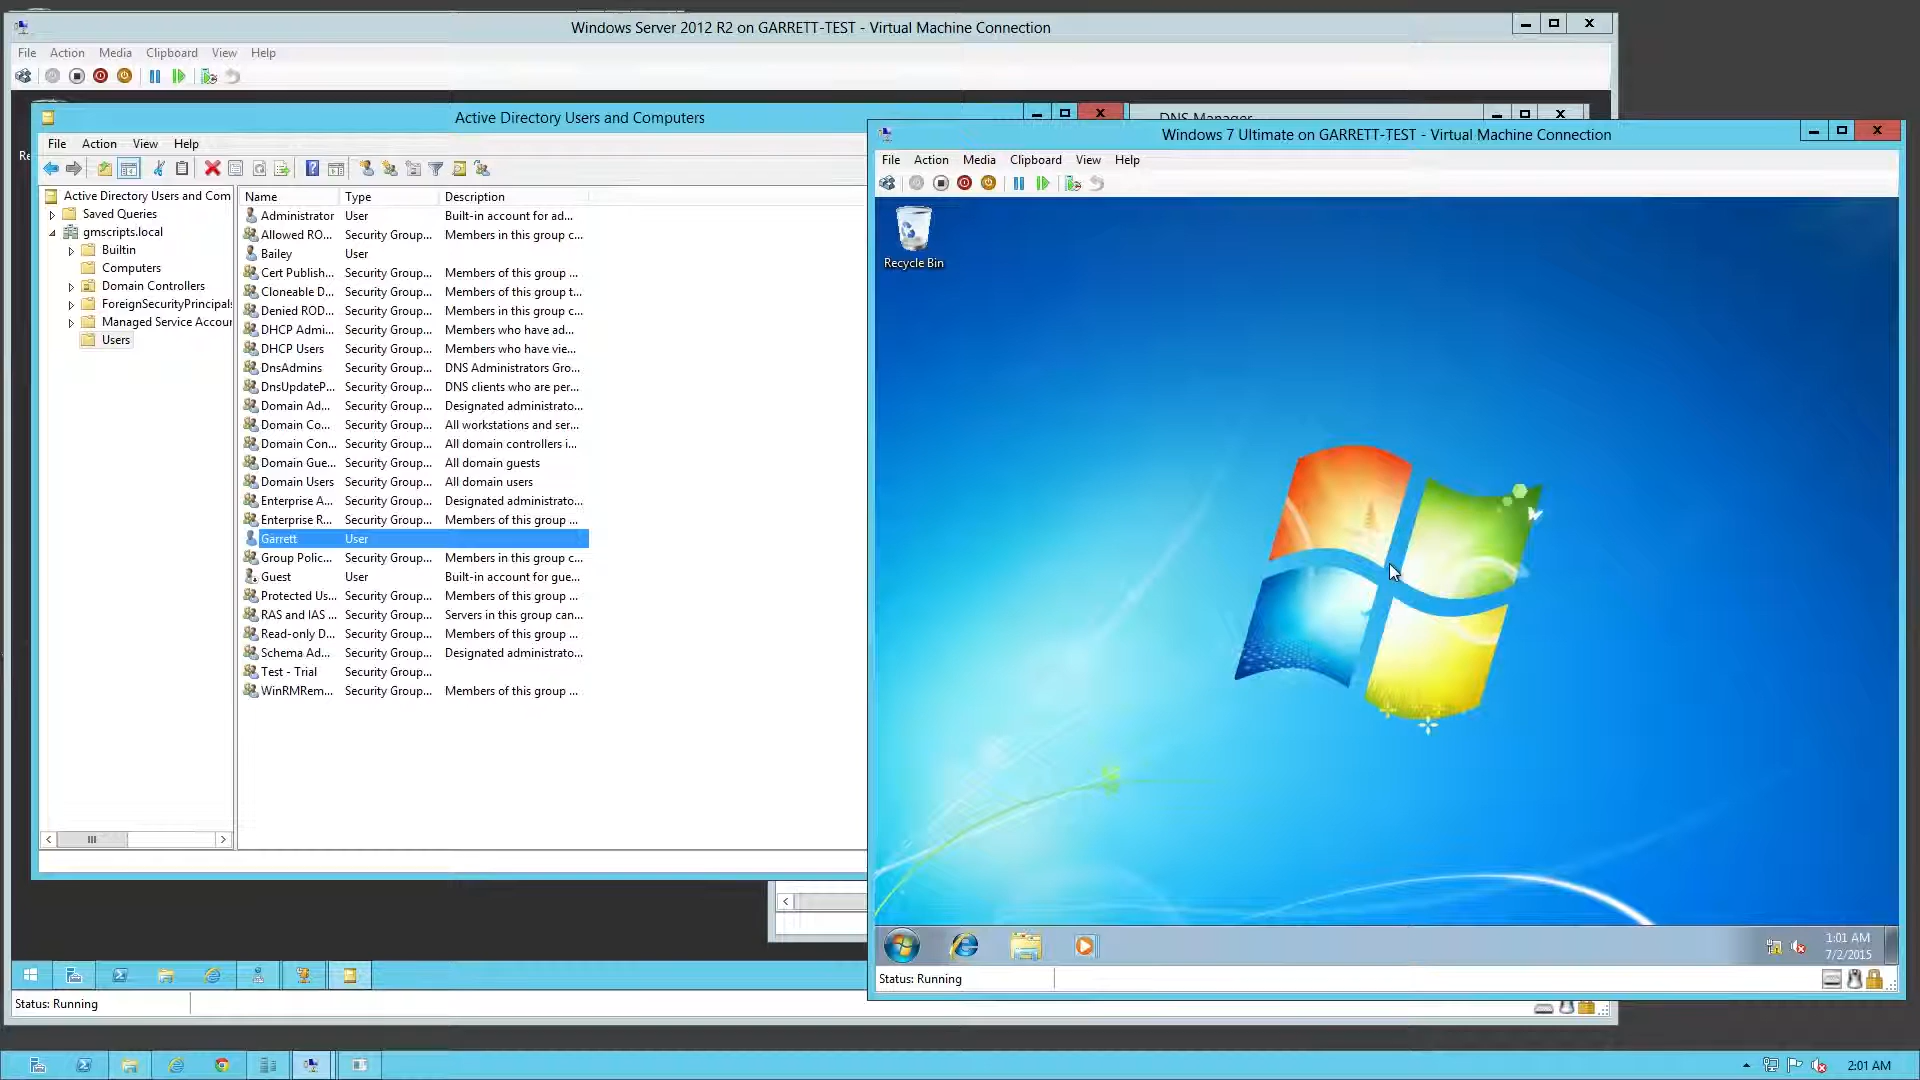 Windows Server 2012 R2 on GARRETT-TEST - Virtual Machine Connection
File Action Media Clipboard View Help
Active Directory Users and Computers
File Action View Help
Active Directory Users and Com
Saved Queries
gmscripts.local
Builtin
Computers
Domain Controllers
ForeignSecurityPrincipals
Managed Service Accour
Users
Name Type Description
Administrator User Built-in account for ad...
Allowed RO... Security Group... Members in this group c...
Bailey User
Cert Publish... Security Group... Members of this group ...
Cloneable D... Security Group... Members of this group t...
Denied ROD... Security Group... Members in this group c...
DHCP Admi... Security Group... Members who have ad...
DHCP Users Security Group... Members who have vie...
DnsAdmins Security Group... DNS Administrators Gro...
DnsUpdateP... Security Group... DNS clients who are per...
Domain Ad... Security Group... Designated administrato...
Domain Co... Security Group... All workstations and ser...
Domain Con... Security Group... All domain controllers i...
Domain Gue... Security Group... All domain guests
Domain Users Security Group... All domain users
Enterprise A... Security Group... Designated administrato...
Enterprise R... Security Group... Members of this group ...
Garrett User
Group Polic... Security Group... Members in this group c...
Guest User Built-in account for gue...
Protected Us... Security Group... Members of this group ...
RAS and IAS ... Security Group... Servers in this group can...
Read-only D... Security Group... Members of this group ...
Schema Ad... Security Group... Designated administrato...
Test - Trial Security Group...
WinRMRem... Security Group... Members of this group ...
Status: Running
DNS Manager
Windows 7 Ultimate on GARRETT-TEST - Virtual Machine Connection
File Action Media Clipboard View Help
Recycle Bin
1:01 AM
7/2/2015
Status: Running
2:01 AM